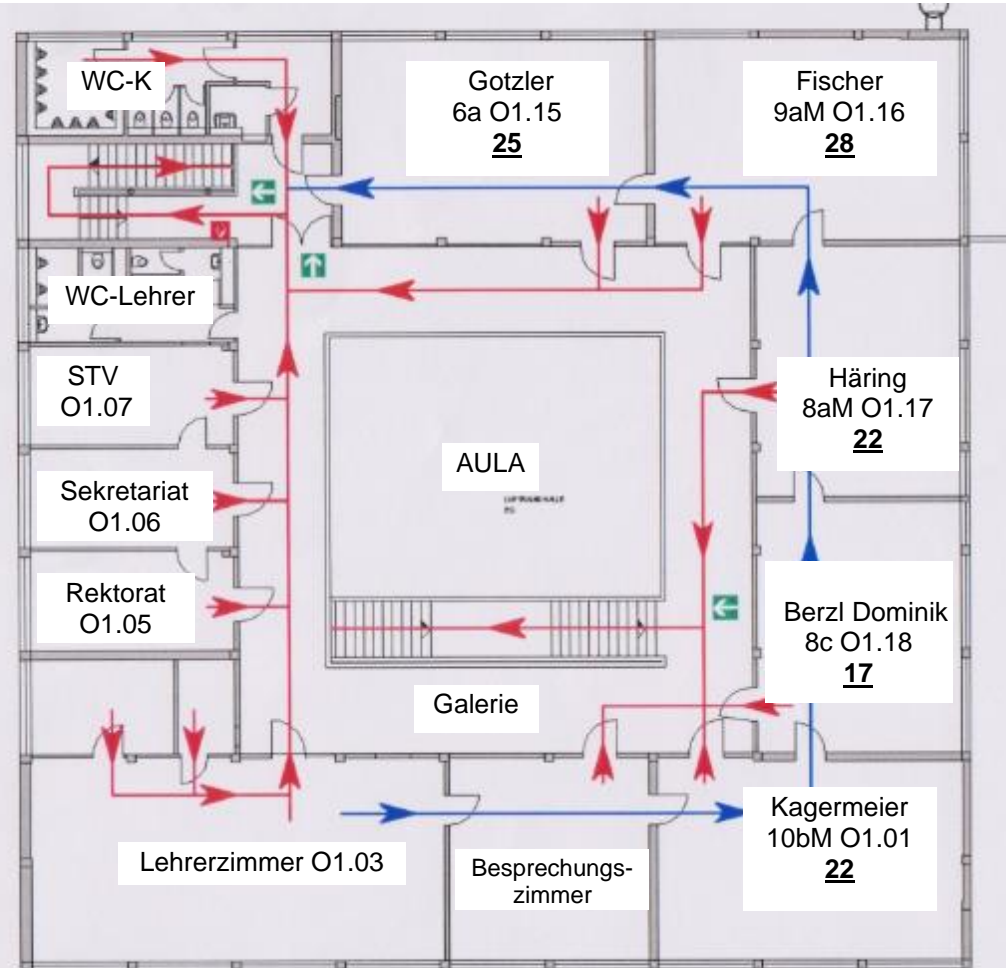 WC-K
Gotzler
6a O1.15
25
Fischer
9aM O1.16
28
WC-Lehrer
STV
O1.07
Häring
8aM O1.17
22
AULA
Sekretariat
O1.06
Rektorat
O1.05
Berzl Dominik
8c O1.18
17
Galerie
Kagermeier
10bM O1.01
22
Lehrerzimmer O1.03
Besprechungs-
zimmer